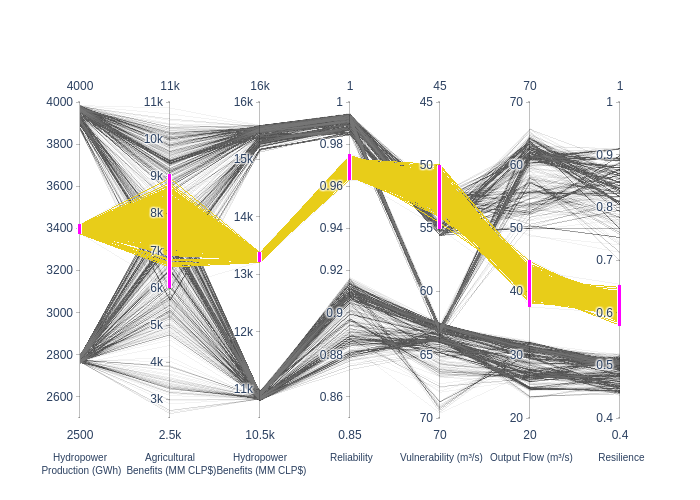 4000 11k 16k 1 45 70 1
4000 11k 16k 1 45 70 1
3800 10k 15k 0.98 50 60 0.9
3600 9k 14k 0.96 55 50 0.8
3400 8k 13k 0.94 60 40 0.7
3200 7k 12k 0.92 65 30 0.6
3000 6k 11k 0.9 70 20 0.5
2800 5k 0.88 0.4
2600 4k 0.86
3k
2500 2.5k 10.5k 0.85 70 20 0.4
Hydropower Agricultural Hydropower Reliability Vulnerability (m³/s) Output Flow (m³/s) Resilience
Production (GWh) Benefits (MM CLP$) Benefits (MM CLP$)